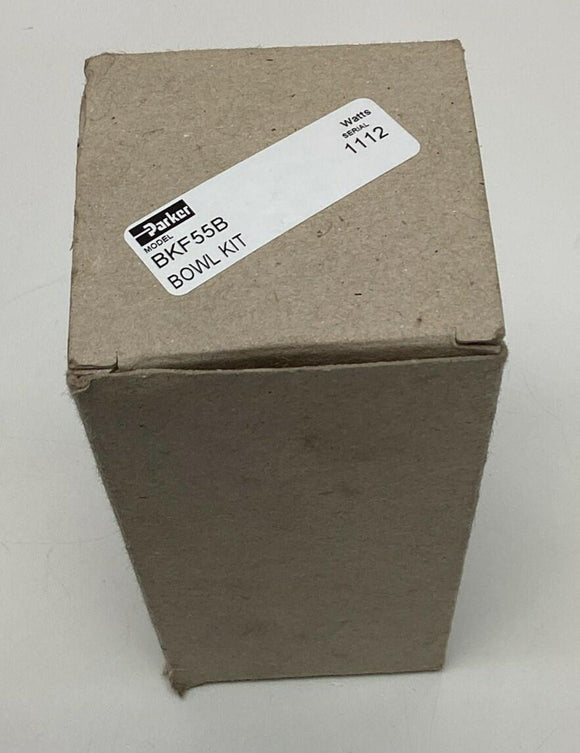 Parker
MODEL
BKF55B
BOWL KIT
Watts
SERIAL
1112